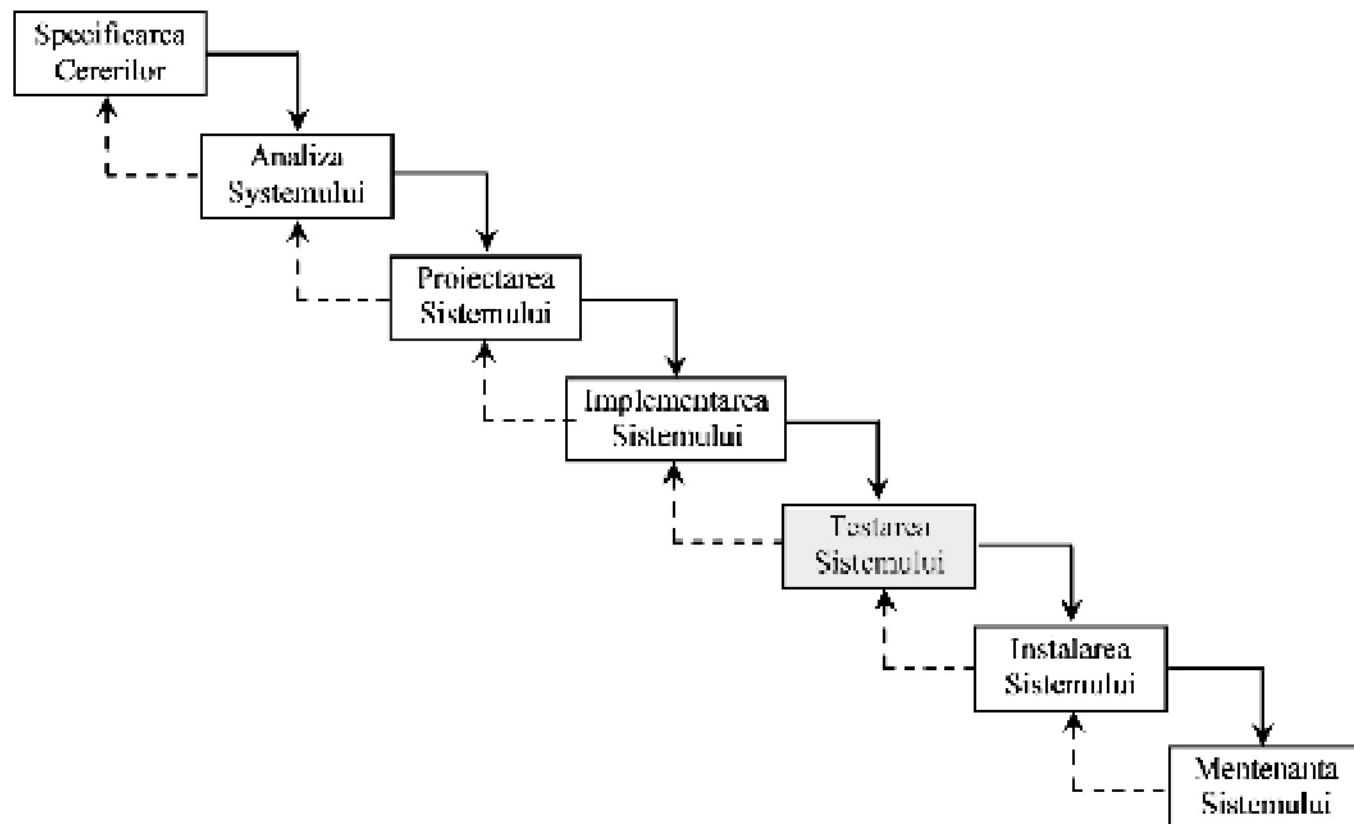 Specificarea
Cererilor
Analiza
Systemului
Proiectarea
Sistemului
Implementarea
Sistemului
Testarea
Sistemului
Instalarea
Sistemului
Mentenanta
Sistemului